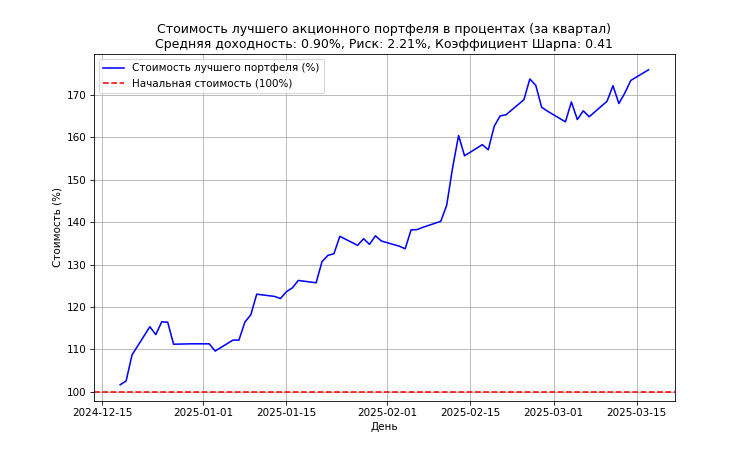 Стоимость лучшего акционного портфеля в процентах (за квартал)
Средняя доходность: 0.90%, Риск: 2.21%, Коэффициент Шарпа: 0.41
Стоимость лучшего портфеля (%)
Начальная стоимость (100%)
Стоимость (%)
170
160
150
140
130
120
110
100
2024-12-15
2025-01-01
2025-01-15
2025-02-01
2025-02-15
2025-03-01
2025-03-15
День